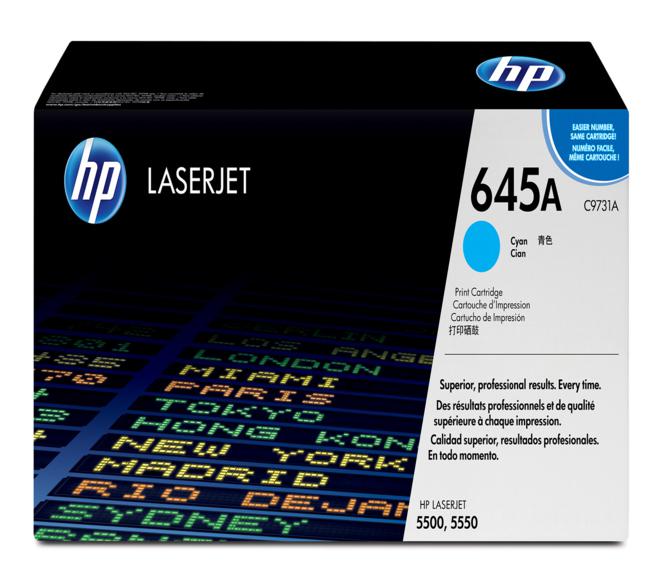 hp
hp
LASERJET
EASIER NUMBER,
SAME CARTRIDGE!
NUMÉRO FACILE,
MÊME CARTOUCHE !
645A
C9731A
Cyan 青色
Cian
Print Cartridge
Cartouche d'Impression
Cartucho de Impresión
打印硒鼓
Superior, professional results. Every time.
Des résultats professionnels et de qualité
supérieure à chaque impression.
Calidad superior, resultados profesionales.
En todo momento.
HP LASERJET
5500, 5550
BERLIN
LOS ANGE
LONDON
MIAMI
PARIS
TOKYO
HONG KON
NEW YORK
MADRID
RIO DEJAN
SYDNEY